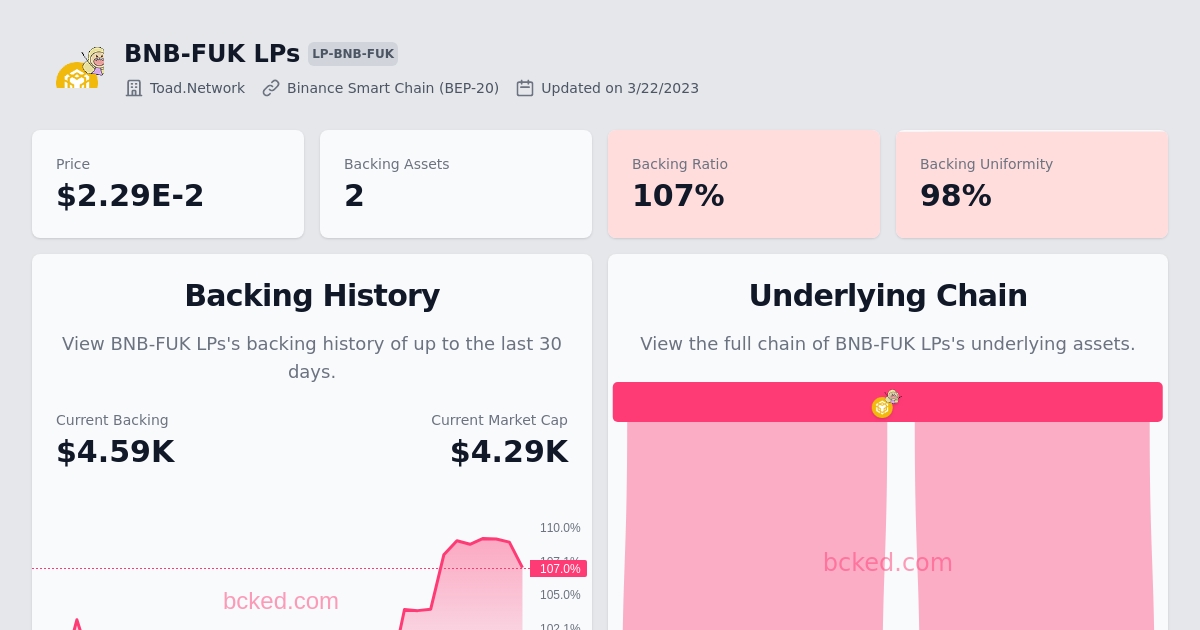 BNB-FUK LPs LP-BNB-FUK
Toad.Network Binance Smart Chain (BEP-20) Updated on 3/22/2023
Price
$2.29E-2
Backing Assets
2
Backing Ratio
107%
Backing Uniformity
98%
Backing History
View BNB-FUK LPs's backing history of up to the last 30
days.
Current Backing
$4.59K
Current Market Cap
$4.29K
110.0%
107.1%
107.0%
105.0%
102.1%
bcked.com
Underlying Chain
View the full chain of BNB-FUK LPs's underlying assets.
bcked.com